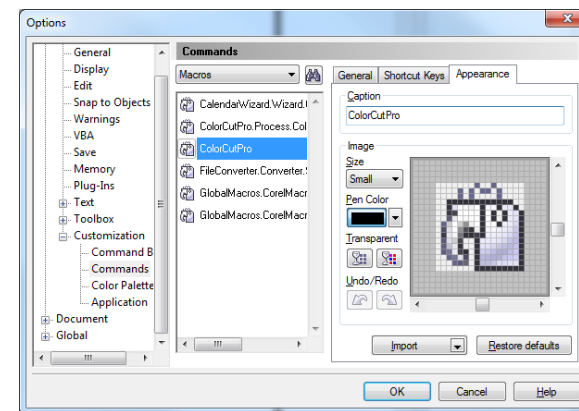 Options
General
Display
Edit
Snap to Objects
Warnings
VBA
Save
Memory
Plug-Ins
Text
Toolbox
Customization
Command B
Commands
Color Palette
Application
Document
Global
Commands
Macros
CalendarWizard.Wizard.
ColorCutPro.Process.Col
ColorCutPro
FileConverter.Converter.
GlobalMacros.CorelMacr
GlobalMacros.CorelMacr
General
Shortcut Keys
Appearance
Caption
ColorCutPro
Image
Size
Small
Pen Color
Transparent
Undo/Redo
Import
Restore defaults
OK
Cancel
Help